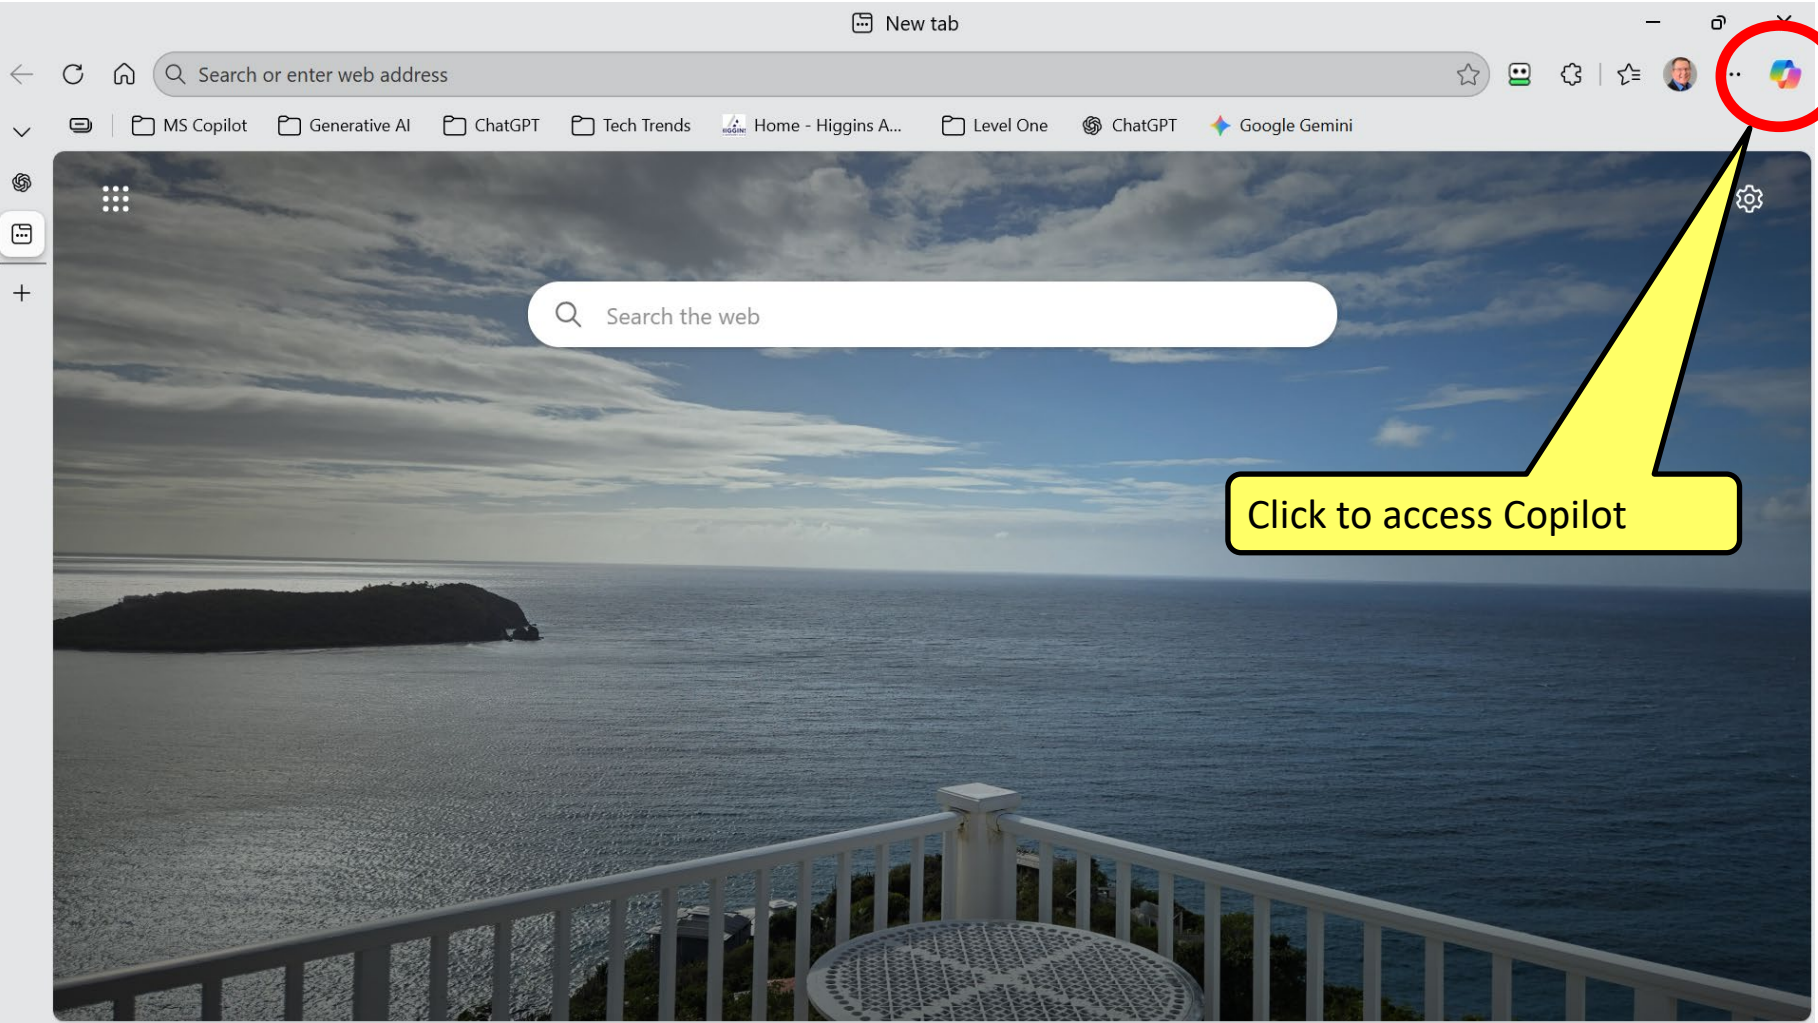 New tab
Search or enter web address
MS Copilot
Generative AI
ChatGPT
Tech Trends
Home - Higgins A...
Level One
ChatGPT
Google Gemini
Search the web
Click to access Copilot